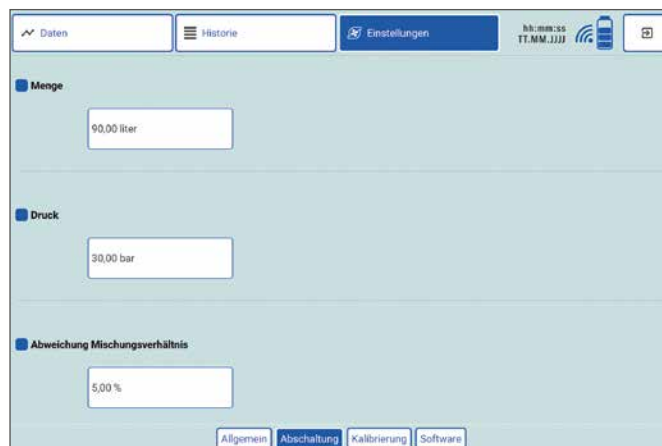 Daten
Historie
Einstellungen
hh:mm:ss
TT.MM.JJJJ
Menge
90,00 liter
Druck
30,00 bar
Abweichung Mischungsverhältnis
5,00 %
Allgemein Abschaltung Kalibrierung Software